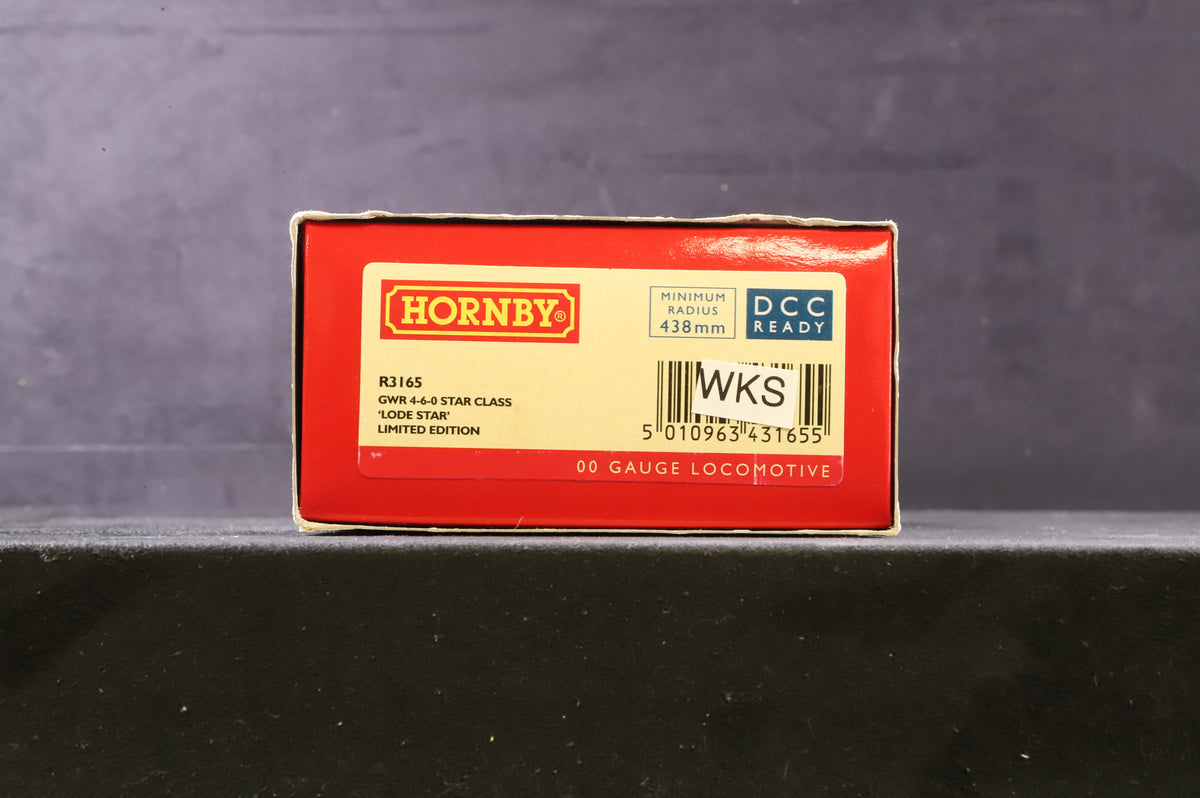 HORNBY®
MINIMUM
RADIUS
438mm
DCC
READY
R3165
GWR 4-6-0 STAR CLASS
'LODE STAR'
LIMITED EDITION
WKS
5 010963 431655
00 GAUGE LOCOMOTIVE